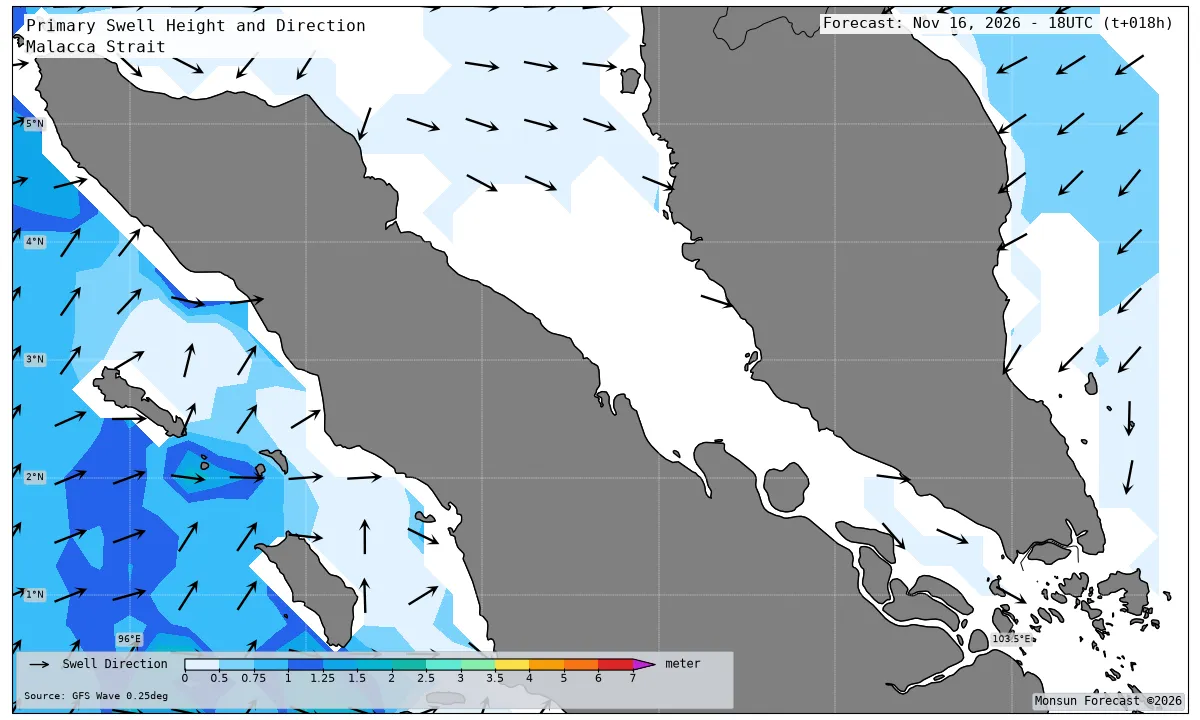 Primary Swell Height and Direction
Malacca Strait
Forecast: Nov 16, 2026 - 18UTC (t+018h)
5°N
4°N
3°N
2°N
1°N
96°E
103.5°E
Swell Direction
0 0.5 0.75 1 1.25 1.5 2 2.5 3 3.5 4 5 6 7
meter
Source: GFS Wave 0.25deg
Monsun Forecast ©2026